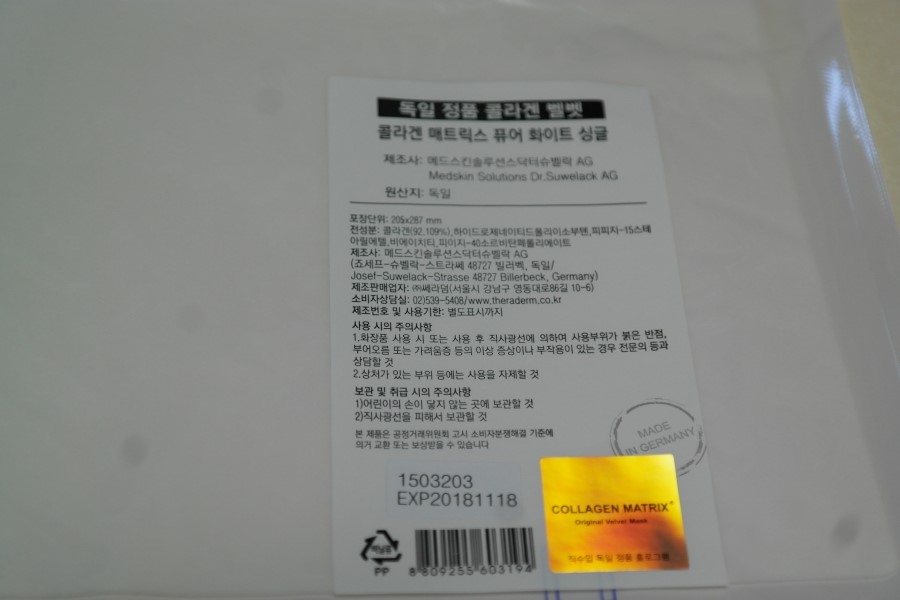 독일 정품 콜라겐 벨벳
콜라겐 매트릭스 퓨어 화이트 싱글
제조사: 메드스킨솔루션스닥터슈벨락 AG
Medskin Solutions Dr.Suwelack AG
원산지: 독일
포장단위: 205x287 mm
전성분: 콜라겐(92.109%),하이드로제네이티드폴리이소부텐,피피지-15스테
아릴에텔,비에이치티,피이지-40소르비탄퍼올리에이트
제조사: 메드스킨솔루션스닥터슈벨락 AG
(죠세프-슈벨락-스트라쎄 48727 빌러벡, 독일/
Josef-Suwelack-Strasse 48727 Billerbeck, Germany)
제조판매업자: ㈜쎄라덤(서울시 강남구 영동대로86길 10-6)
소비자상담실: 02)539-5408/www.theraderm.co.kr
제조번호 및 사용기한: 별도표시까지
사용 시의 주의사항
1.화장품 사용 시 또는 사용 후 직사광선에 의하여 사용부위가 붉은 반점,
부어오름 또는 가려움증 등의 이상 증상이나 부작용이 있는 경우 전문의 등과
상담할 것
2.상처가 있는 부위 등에는 사용을 자제할 것
보관 및 취급 시의 주의사항
1)어린이의 손이 닿지 않는 곳에 보관할 것
2)직사광선을 피해서 보관할 것
본 제품은 공정거래위원회 고시 소비자분쟁해결 기준에
의거 교환 또는 보상받을 수 있습니다
MADE
IN GERMANY
1503203
EXP20181118
COLLAGEN MATRIX®
Original Velvet Mask
직수입 독일 정품 홀로그램
비닐류
PP
8 809255 603194